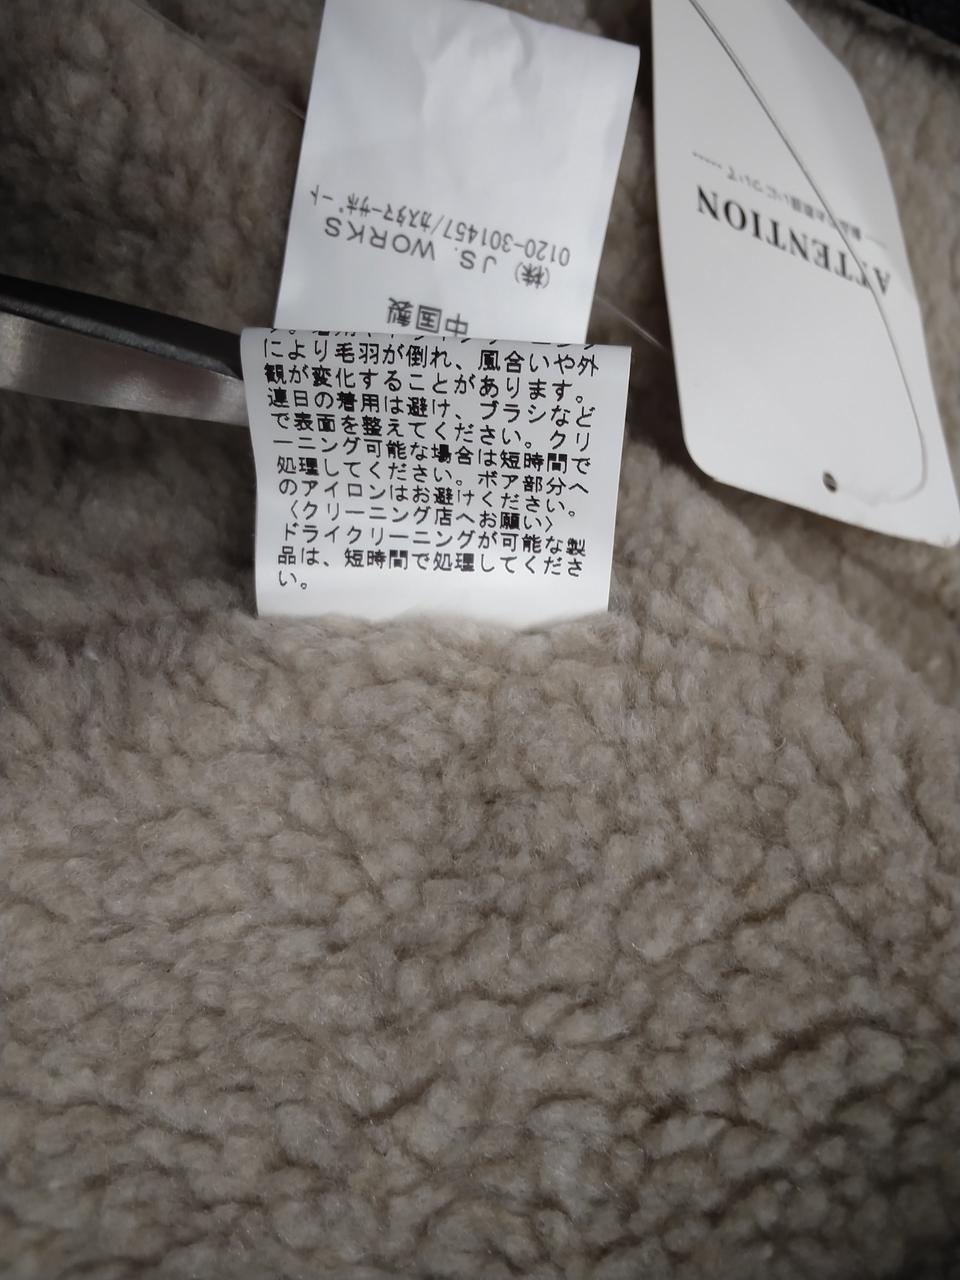 中国製
(株) JS. WORKS
0120-301457/カスタマーサポート
により毛羽が倒れ、風合いや外
観が変化することがあります。
連日の着用は避け、ブラシなど
で表面を整えてください。クリ
ーニング可能な場合は短時間で
処理してください。ボア部分へ
のアイロンはお避けください。
〈クリーニング店へお願い〉
ドライクリーニングが可能な製
品は、短時間で処理してくださ
い。
ATTENTION